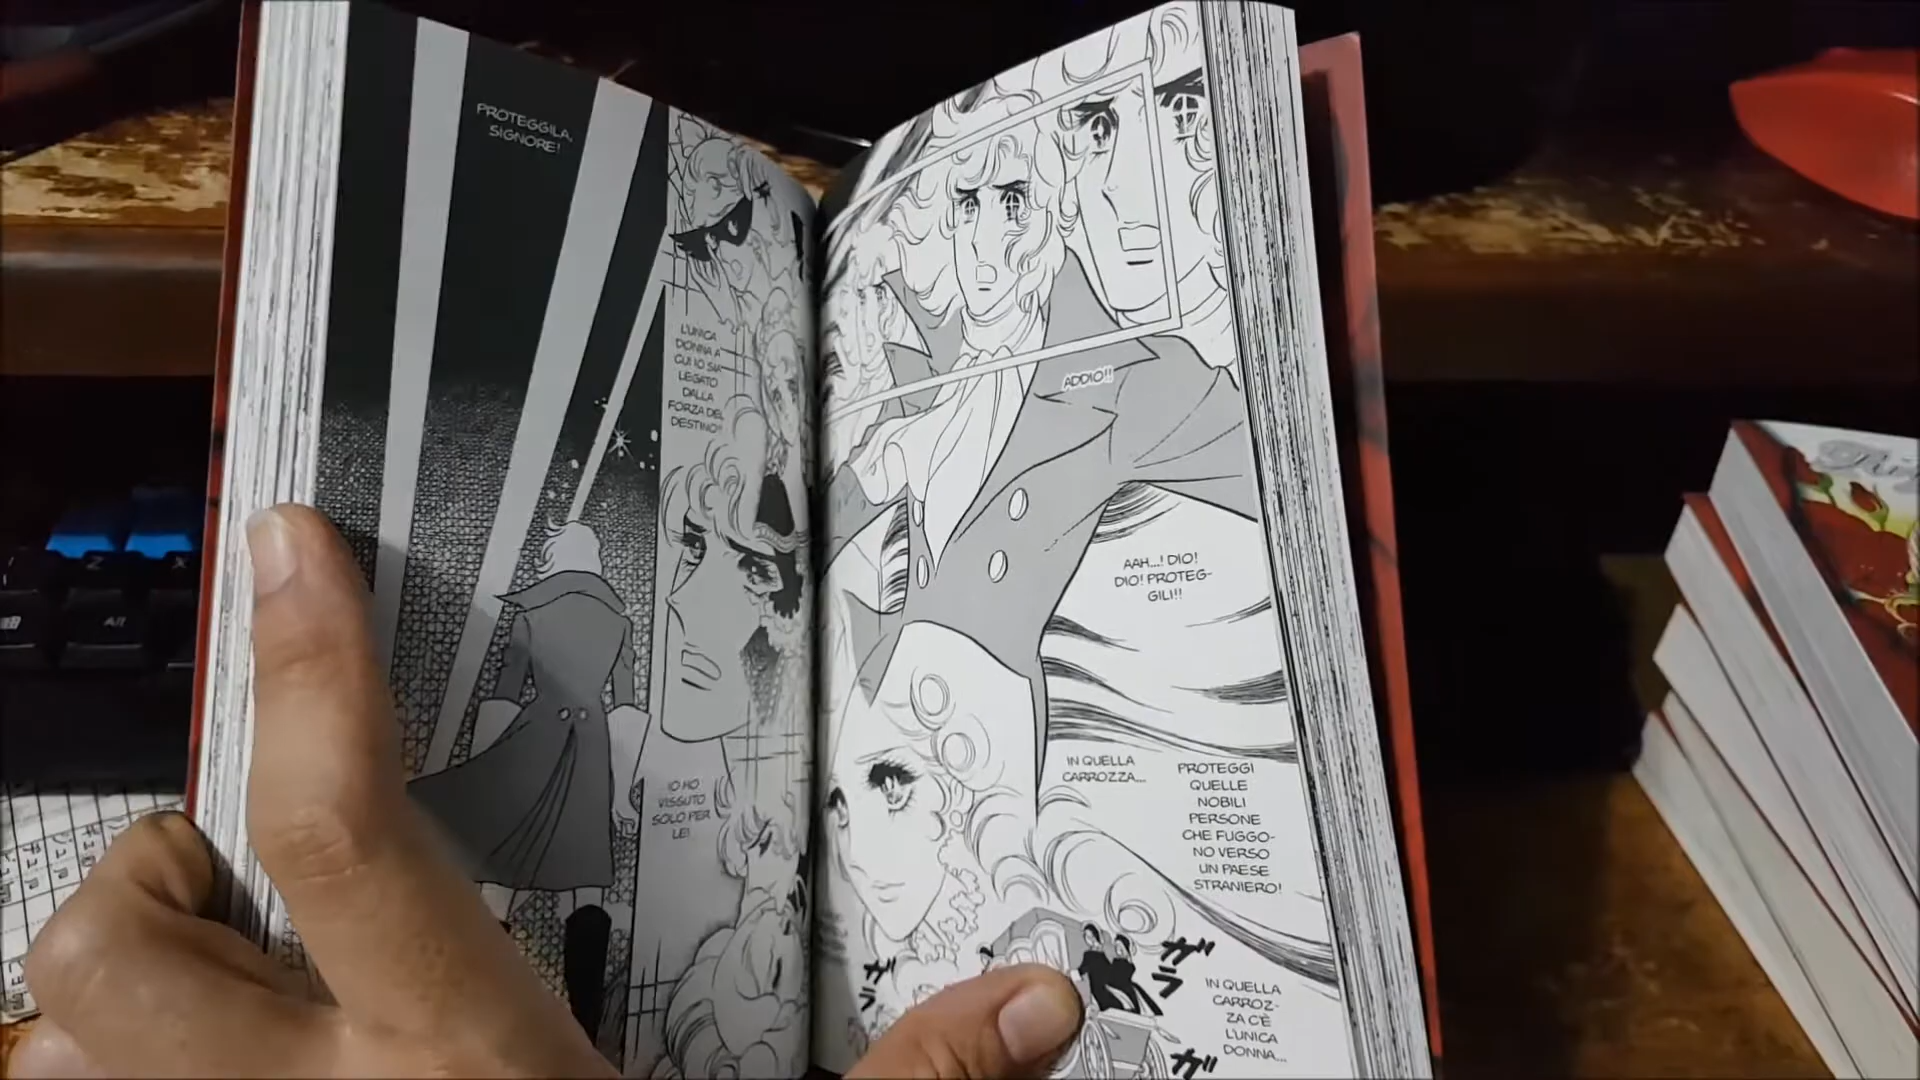 PROTEGGILA,
SIGNORE!
L'UNICA
DONNA A
CUI IO SIA
LEGATO
DALLA
FORZA DEL
DESTINO!!
IO HO
VISSUTO
SOLO PER
LEI
ADDIO!!
AAH...! DIO!
DIO! PROTEG-
GILI!!
IN QUELLA
CARROZZA...
PROTEGGI
QUELLE
NOBILI
PERSONE
CHE FUGGO-
NO VERSO
UN PAESE
STRANIERO!
ガラ
ガラ
IN QUELLA
CARROZ-
ZA C'È
L'UNICA
DONNA...
ガ
Z
X
Alt